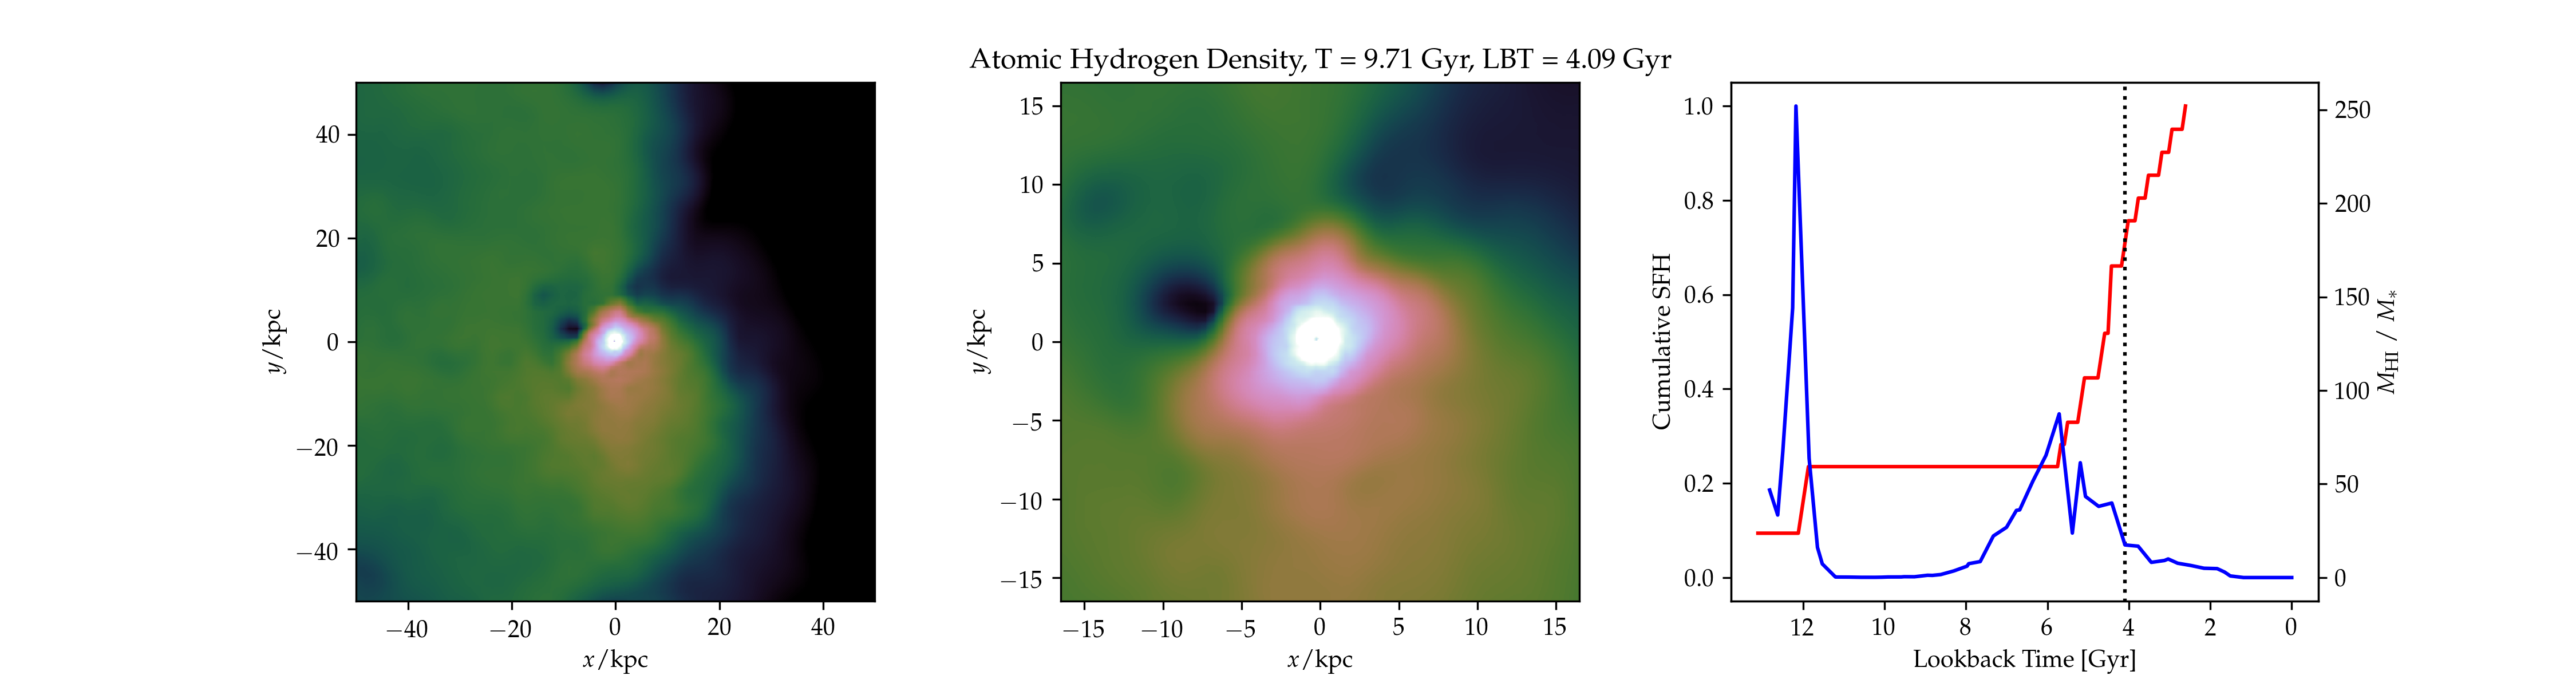 Atomic Hydrogen Density, T = 9.71 Gyr, LBT = 4.09 Gyr
40
20
0
−20
−40
y/kpc
−40 −20 0 20 40
x/kpc
15
10
5
0
−5
−10
−15
y/kpc
−15 −10 −5 0 5 10 15
x/kpc
1.0
0.8
0.6
0.4
0.2
0.0
Cumulative SFH
250
200
150
100
50
0
M_HI / M_*
12 10 8 6 4 2 0
Lookback Time [Gyr]